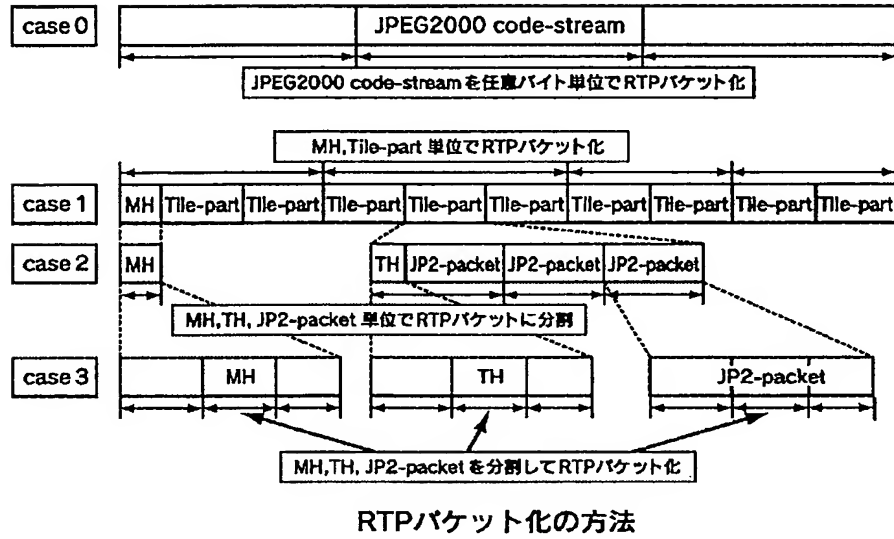 case 0
JPEG2000 code-stream
JPEG2000 code-streamを任意バイト単位でRTPパケット化
MH,Tile-part 単位でRTPパケット化
case 1
MH Tile-part Tile-part Tile-part Tile-part Tile-part Tile-part Tile-part Tile-part Tile-part
case 2
MH
TH JP2-packet JP2-packet JP2-packet
MH,TH, JP2-packet 単位でRTPパケットに分割
case 3
MH
TH
JP2-packet
MH,TH, JP2-packetを分割してRTPパケット化
RTPパケット化の方法